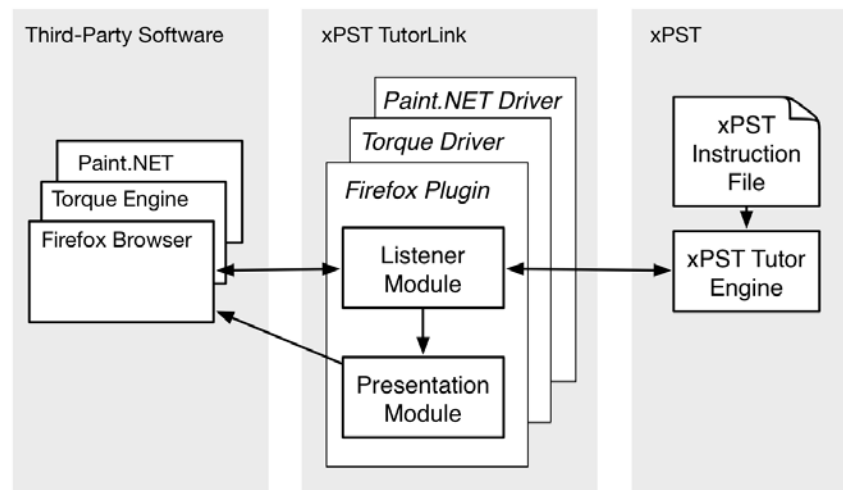 Third-Party Software
Paint.NET
Torque Engine
Firefox Browser
xPST TutorLink
Paint.NET Driver
Torque Driver
Firefox Plugin
Listener
Module
Presentation
Module
xPST
xPST
Instruction
File
xPST Tutor
Engine